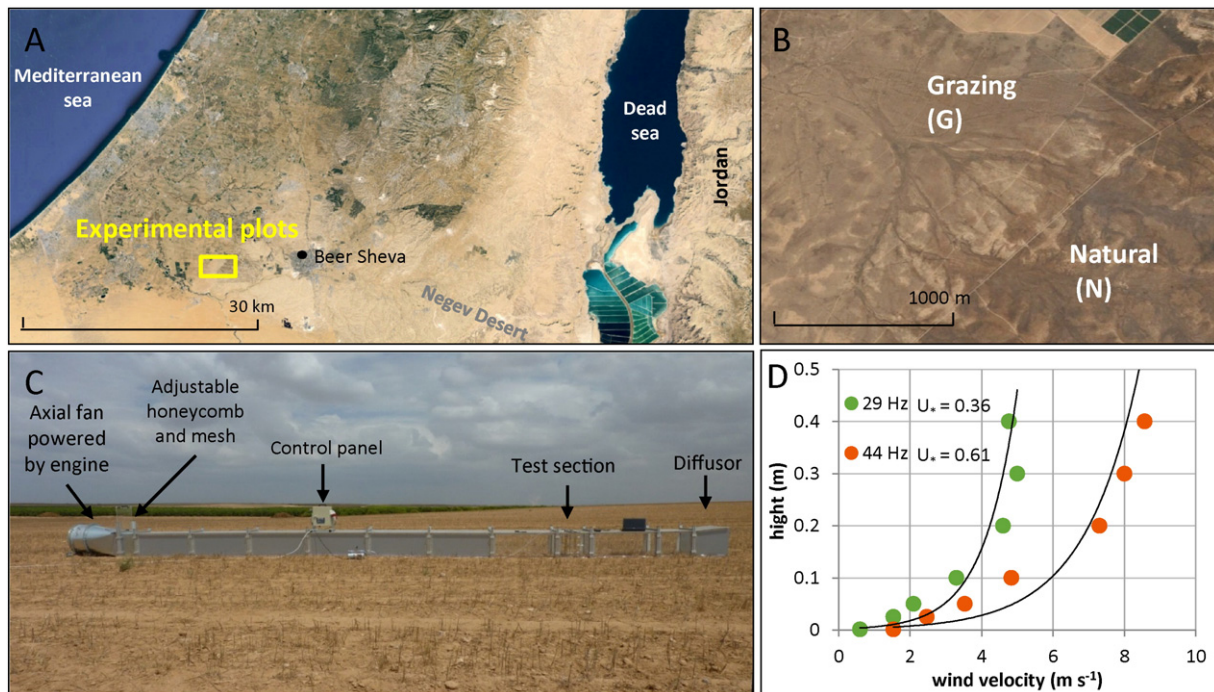 A
Mediterranean
sea
Dead
sea
Jordan
Experimental plots
Beer Sheva
30 km
Negev Desert
B
Grazing
(G)
Natural
(N)
1000 m
C
Axial fan
powered
by engine
Adjustable
honeycomb
and mesh
Control panel
Test section
Diffusor
D
0.5
0.4
0.3
0.2
0.1
0
hight (m)
29 Hz U* = 0.36
44 Hz U* = 0.61
0 2 4 6 8 10
wind velocity (m s-1)